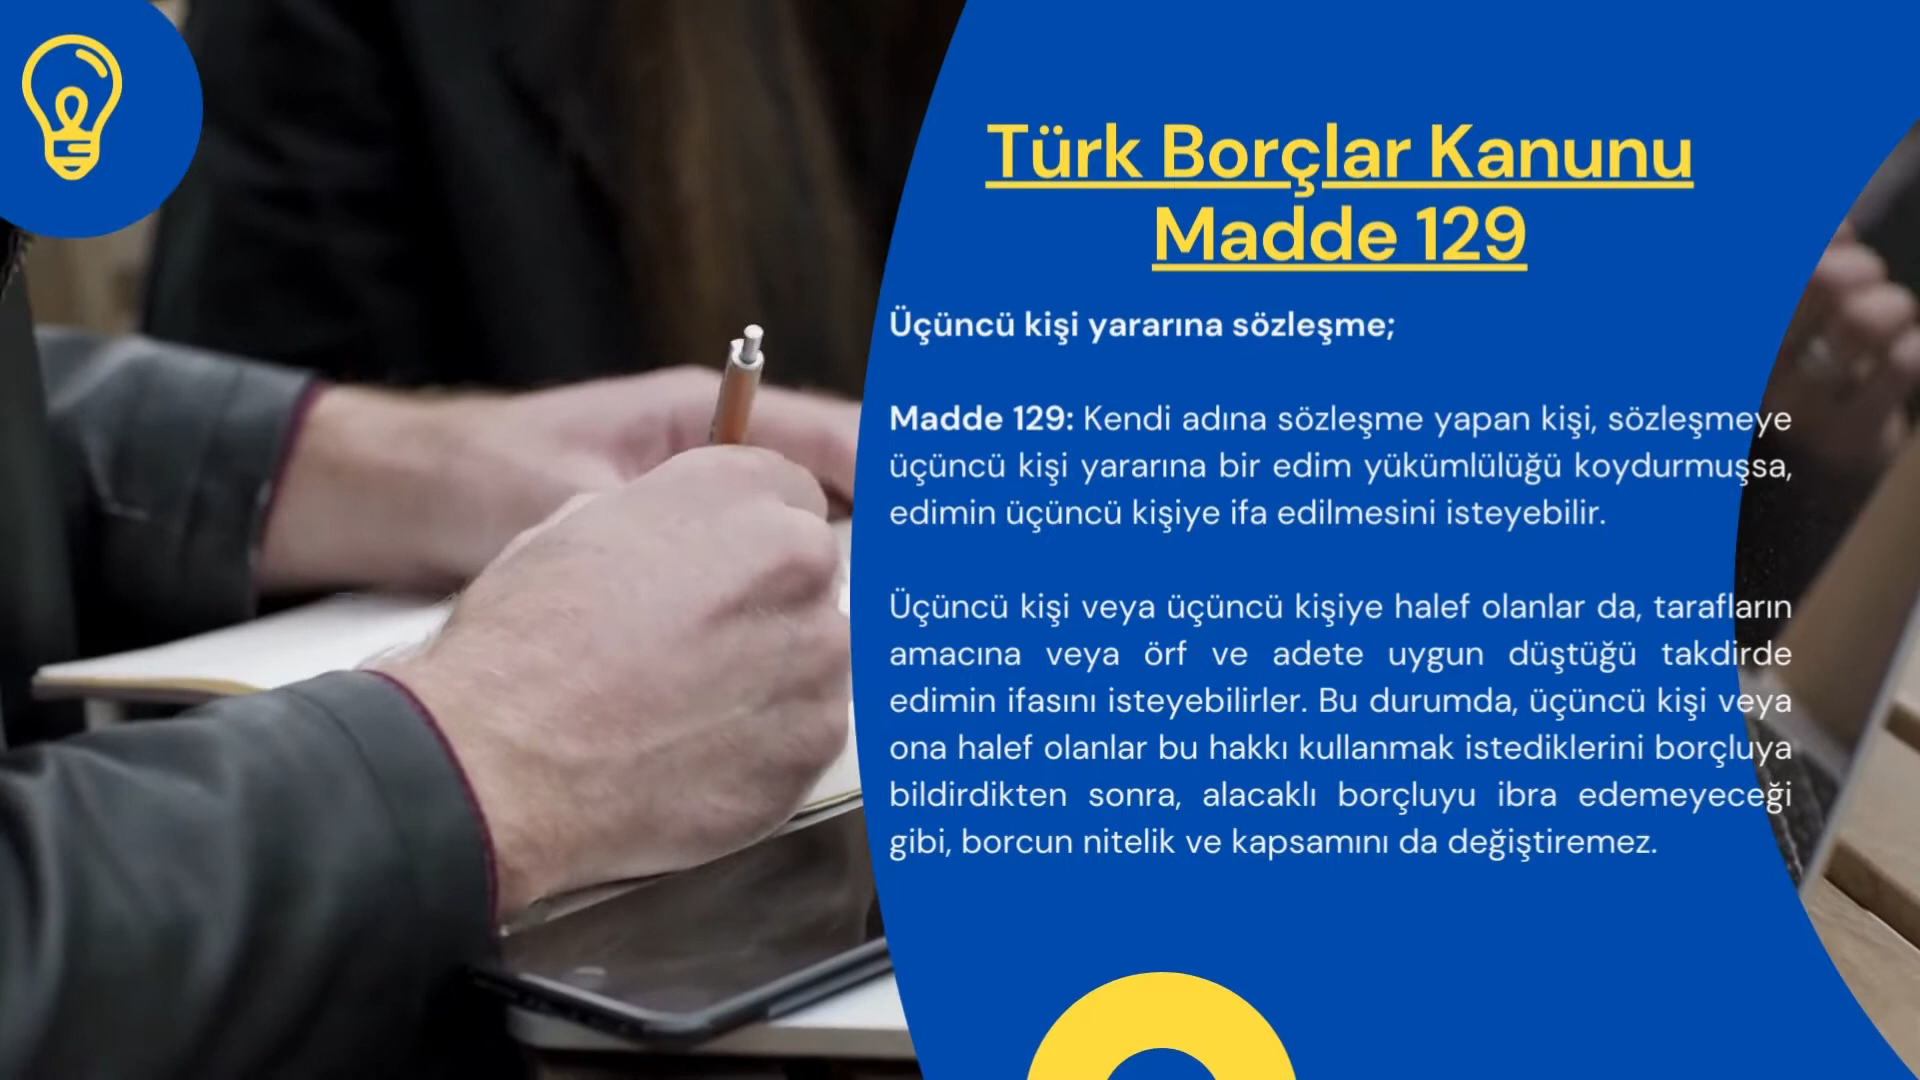 Türk Borçlar Kanunu
Madde 129
Üçüncü kişi yararına sözleşme;
Madde 129: Kendi adına sözleşme yapan kişi, sözleşmeye
üçüncü kişi yararına bir edim yükümlülüğü koydurmuşsa,
edimin üçüncü kişiye ifa edilmesini isteyebilir.
Üçüncü kişi veya üçüncü kişiye halef olanlar da, tarafların
amacına veya örf ve adete uygun düştüğü takdirde
edimin ifasını isteyebilirler. Bu durumda, üçüncü kişi veya
ona halef olanlar bu hakkı kullanmak istediklerini borçluya
bildirdikten sonra, alacaklı borçluyu ibra edemeyeceği
gibi, borcun nitelik ve kapsamını da değiştiremez.